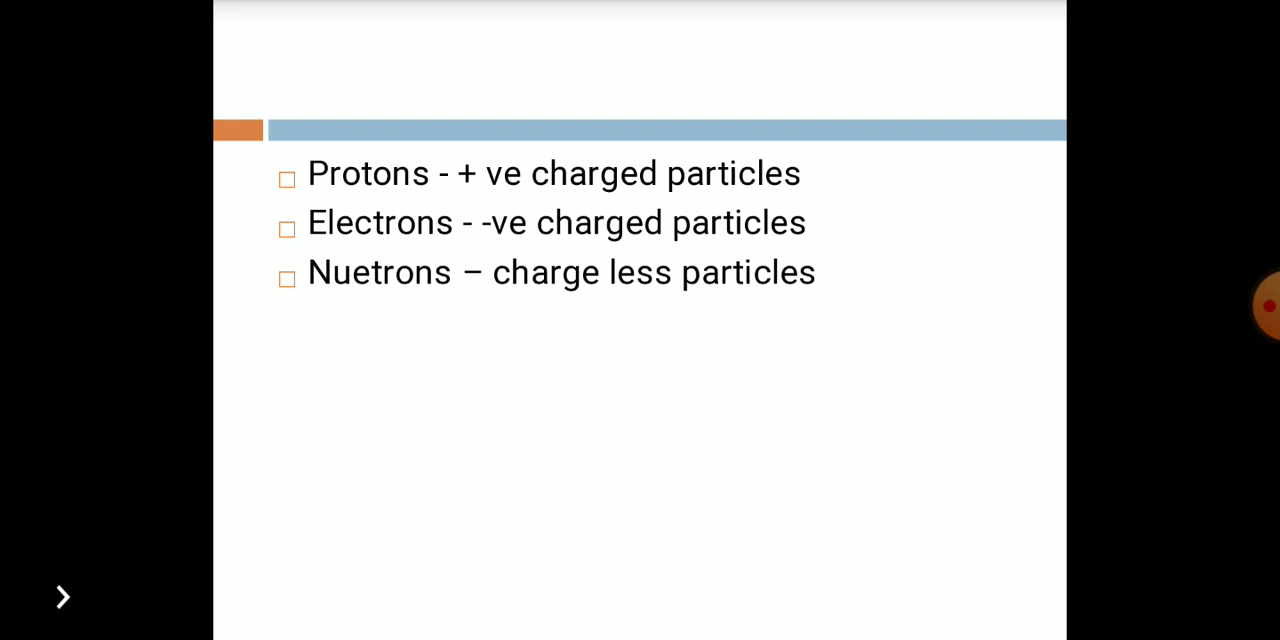 Protons - + ve charged particles
Electrons - -ve charged particles
Nuetrons – charge less particles